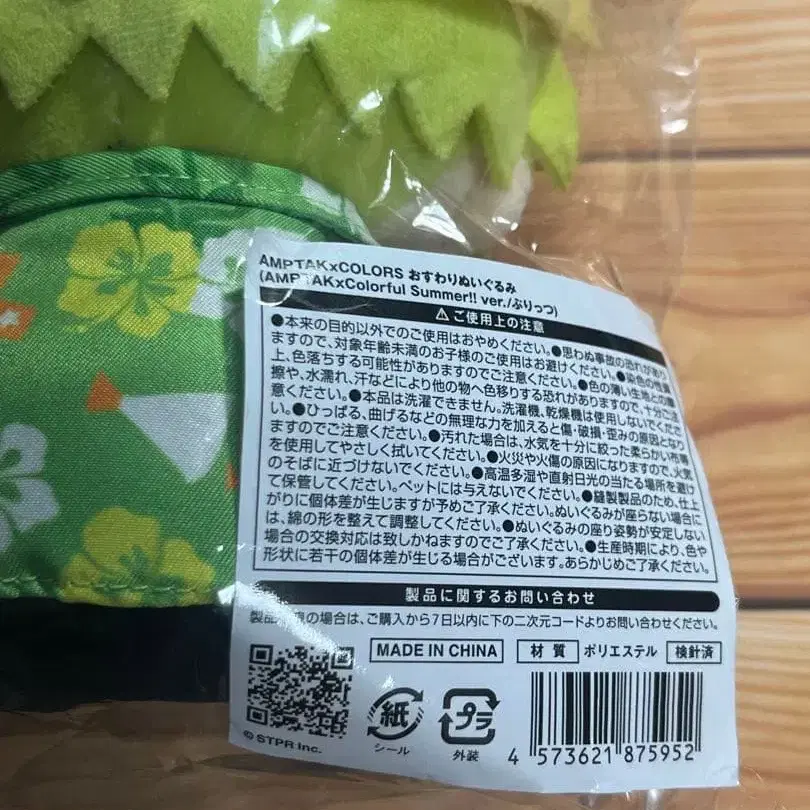 AMPTAKxCOLORS おすわりぬいぐるみ
(AMPTAKxColorful Summer!! ver./ぷりっつ)
⚠ご使用上の注意
●本来の目的以外でのご使用はおやめください。●思わぬ事故の恐れがあり
ますので、対象年齢未満のお子様のご使用はお避けください。●染色の性質
上、色落ちする可能性がありますのでご注意ください。●色の薄い生地との摩
擦や、水濡れ、汗などにより他の物へ色移りする恐れがありますので、十分ご注
意ください。●本品は洗濯できません。洗濯機、乾燥機は使用しないでくださ
い。●ひっぱる、曲げるなどの無理な力を加えると傷・破損・歪みの原因となり
ますのでご注意ください。●汚れた場合は、水気を十分に絞った柔らかい布等
を使用してやさしく拭いてください。●火災や火傷の原因になりますので、火気
のそばに近づけないでください。●高温多湿や直射日光の当たる場所を避け
て保管してください。ペットには与えないでください。●縫製製品のため、仕上
がりに個体差が生じますが予めご了承ください。ぬいぐるみが座らない場合に
は、綿の形を整えて調整してください。●ぬいぐるみの座り姿勢が安定しない
場合の交換対応は致しかねますのでご了承ください。●生産時期により、色や
形状に若干の個体差が生じる場合がございます。あらかじめご了承ください。
製品に関するお問い合わせ
製品 良の場合は、ご購入から7日以内に下の二次元コードよりお問い合わせください。
MADE IN CHINA 材質 ポリエステル 検針済
紙 プラ
シール 外装
© STPR Inc.
4 573621 875952